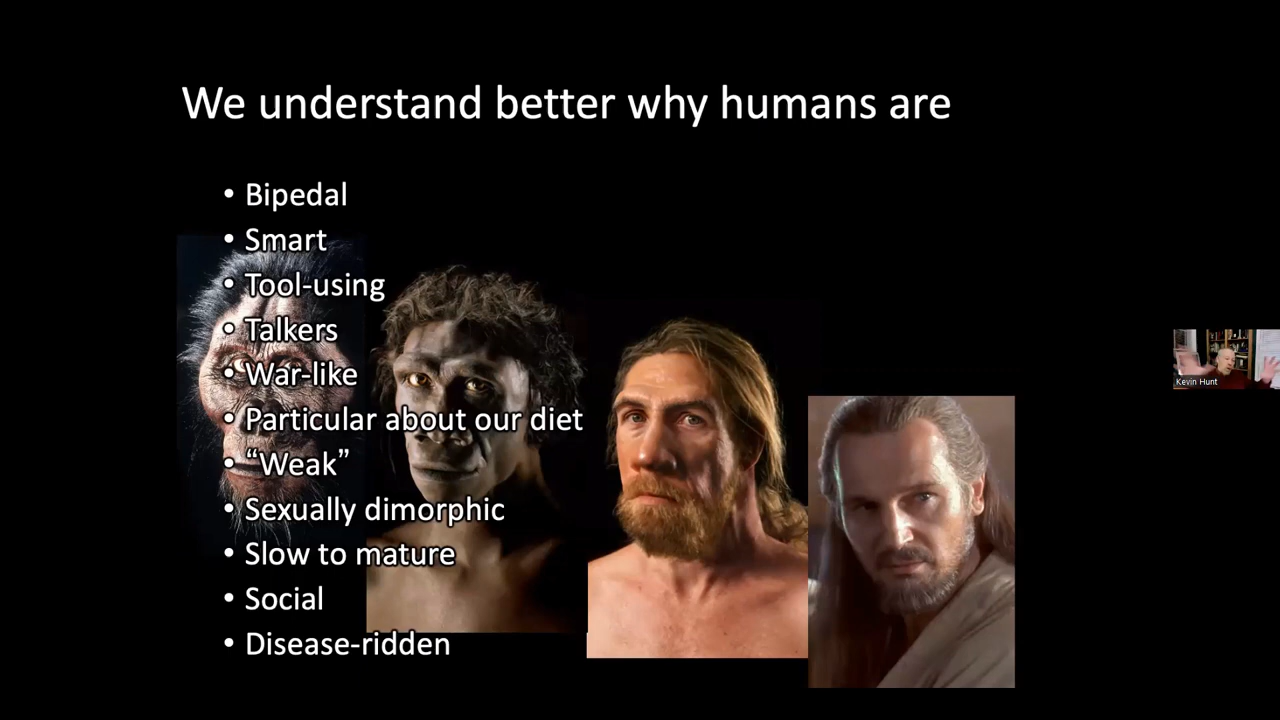 We understand better why humans are
• Bipedal
• Smart
• Tool-using
• Talkers
• War-like
• Particular about our diet
• “Weak”
• Sexually dimorphic
• Slow to mature
• Social
• Disease-ridden
Kevin Hunt